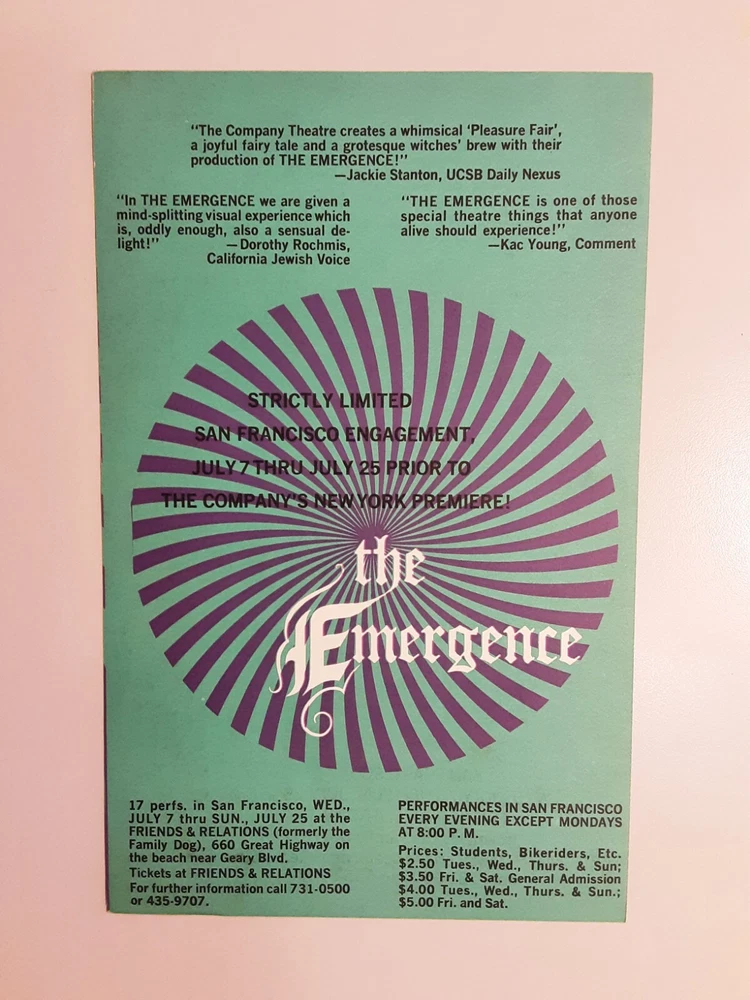 “The Company Theatre creates a whimsical ‘Pleasure Fair’,
a joyful fairy tale and a grotesque witches’ brew with their
production of THE EMERGENCE!”
—Jackie Stanton, UCSB Daily Nexus
“In THE EMERGENCE we are given a
mind-splitting visual experience which
is, oddly enough, also a sensual de-
light!” —Dorothy Rochmis,
California Jewish Voice
“THE EMERGENCE is one of those
special theatre things that anyone
alive should experience!”
—Kac Young, Comment
STRICTLY LIMITED
SAN FRANCISCO ENGAGEMENT,
JULY 7 THRU JULY 25 PRIOR TO
THE COMPANY’S NEW YORK PREMIERE!
the
Emergence
17 perfs. in San Francisco, WED.,
JULY 7 thru SUN., JULY 25 at the
FRIENDS & RELATIONS (formerly the
Family Dog), 660 Great Highway on
the beach near Geary Blvd.
Tickets at FRIENDS & RELATIONS
For further information call 731-0500
or 435-9707.
PERFORMANCES IN SAN FRANCISCO
EVERY EVENING EXCEPT MONDAYS
AT 8:00 P. M.
Prices: Students, Bikeriders, Etc.
$2.50 Tues., Wed., Thurs. & Sun;
$3.50 Fri. & Sat. General Admission
$4.00 Tues., Wed., Thurs. & Sun.;
$5.00 Fri. and Sat.